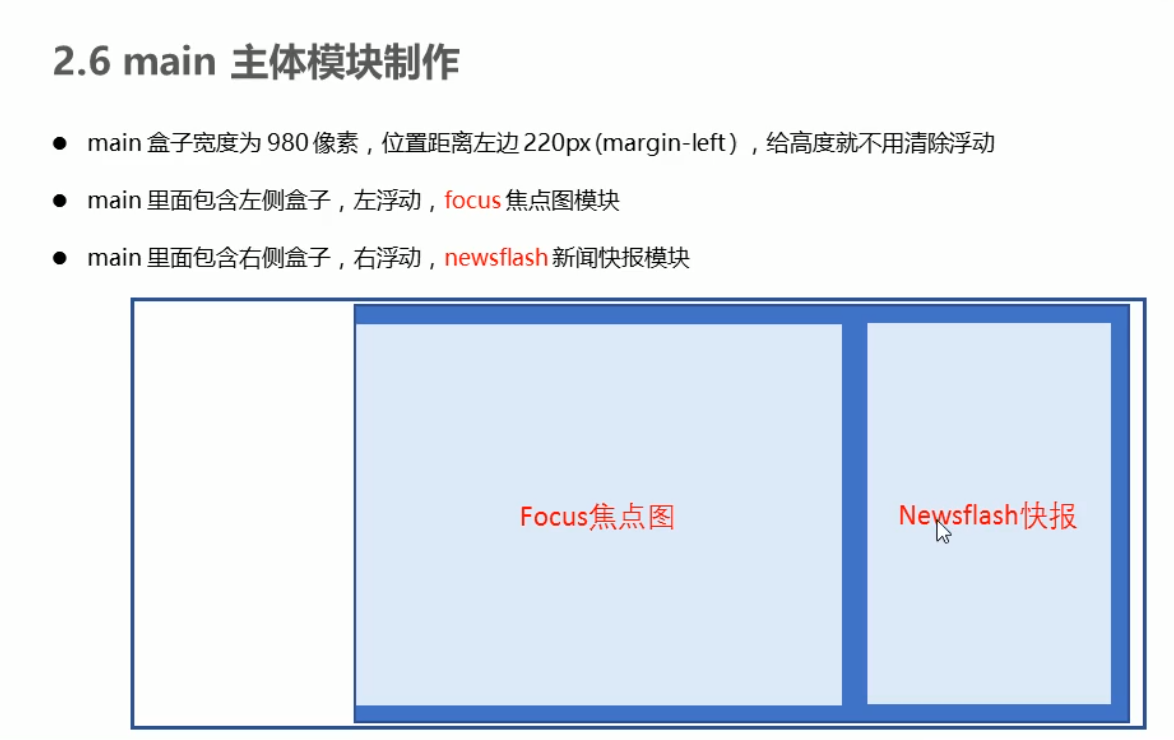 2.6 main 主体模块制作
● main 盒子宽度为 980 像素，位置距离左边 220px (margin-left) ，给高度就不用清除浮动
● main 里面包含左侧盒子，左浮动，focus 焦点图模块
● main 里面包含右侧盒子，右浮动，newsflash 新闻快报模块
Focus焦点图
Newsflash快报